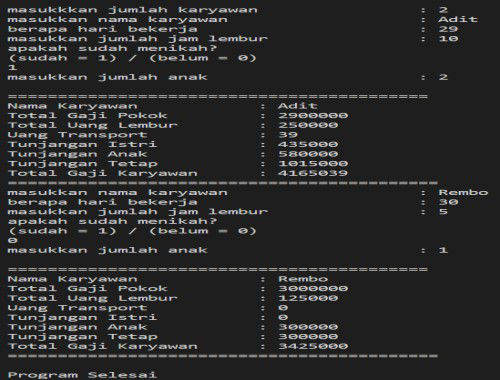 masukkkan jumlah karyawan : 2
masukkan nama karyawan : Adit
berapa hari bekerja : 29
masukkan jumlah jam lembur : 10
apakah sudah menikah?
(sudah = 1) / (belum = 0)
1
masukkan jumlah anak : 2
==========================================
Nama Karyawan : Adit
Total Gaji Pokok : 2900000
Total Uang Lembur : 250000
Uang Transport : 39
Tunjangan Istri : 435000
Tunjangan Anak : 580000
Tunjangan Tetap : 1015000
Total Gaji Karyawan : 4165039
===========================================
masukkan nama karyawan : Rembo
berapa hari bekerja : 30
masukkan jumlah jam lembur : 5
apakah sudah menikah?
(sudah = 1) / (belum = 0)
0
masukkan jumlah anak : 1
==========================================
Nama Karyawan : Rembo
Total Gaji Pokok : 3000000
Total Uang Lembur : 125000
Uang Transport : 0
Tunjangan Istri : 0
Tunjangan Anak : 300000
Tunjangan Tetap : 300000
Total Gaji Karyawan : 3425000
===========================================
Program Selesai